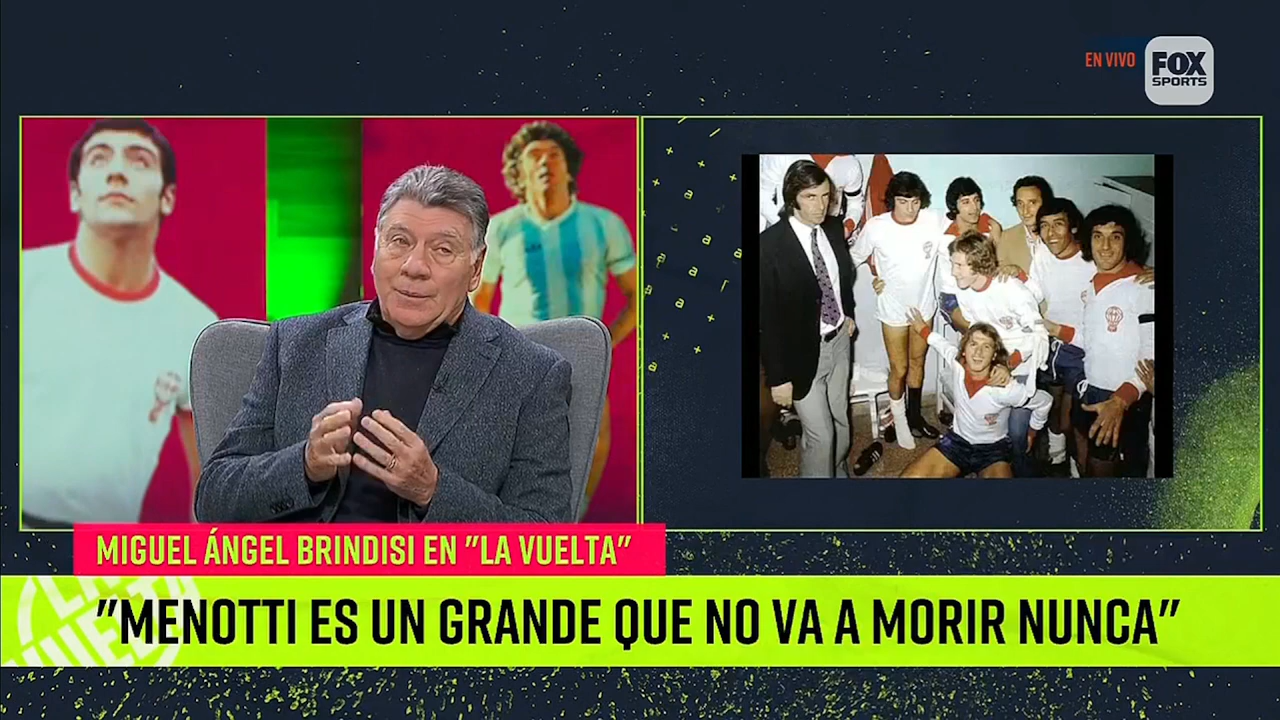 EN VIVO
FOX
SPORTS
MIGUEL ÁNGEL BRINDISI EN "LA VUELTA"
"MENOTTI ES UN GRANDE QUE NO VA A MORIR NUNCA"